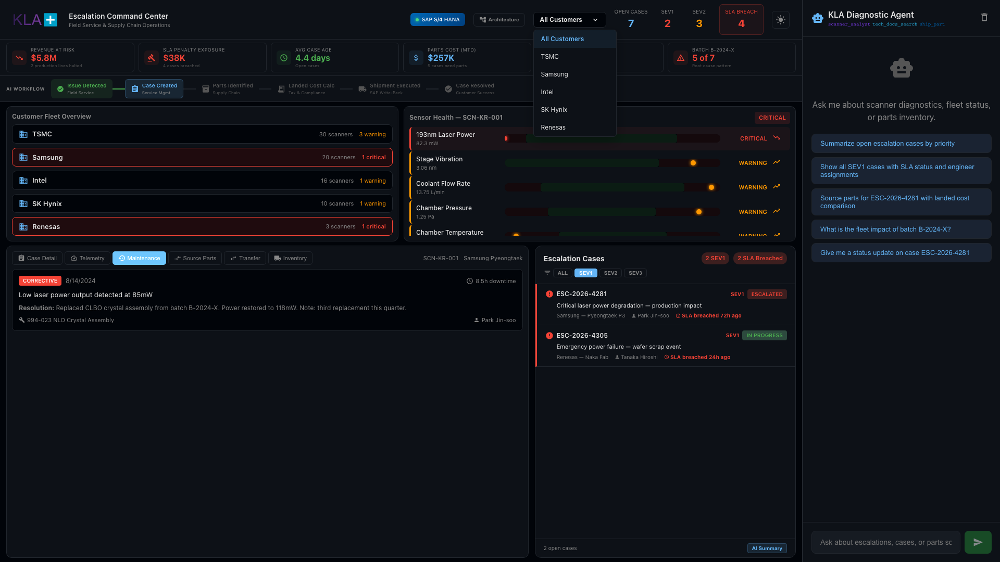 KLA+
Escalation Command Center
Field Service & Supply Chain Operations
SAP S/4 HANA
Architecture
All Customers
OPEN CASES
7
SEV1
2
SEV2
3
SLA BREACH
4
All Customers
TSMC
Samsung
Intel
SK Hynix
Renesas
REVENUE AT RISK
$5.8M
2 production lines halted
SLA PENALTY EXPOSURE
$38K
4 cases breached
AVG CASE AGE
4.4 days
Open cases
PARTS COST (MTD)
$257K
5 cases need parts
BATCH B-2024-X
5 of 7
Root cause pattern
AI WORKFLOW
Issue Detected
Field Service
Case Created
Service Mgmt
Parts Identified
Supply Chain
Landed Cost Calc
Tax & Compliance
Shipment Executed
SAP Write-Back
Case Resolved
Customer Success
Customer Fleet Overview
TSMC 30 scanners 3 warning
Samsung 20 scanners 1 critical
Intel 16 scanners 1 warning
SK Hynix 10 scanners 1 warning
Renesas 3 scanners 1 critical
Sensor Health — SCN-KR-001 CRITICAL
193nm Laser Power
82.3 mW
CRITICAL
Stage Vibration
3.06 nm
WARNING
Coolant Flow Rate
13.75 L/min
WARNING
Chamber Pressure
1.25 Pa
WARNING
Chamber Temperature
WARNING
Case Detail
Telemetry
Maintenance
Source Parts
Transfer
Inventory
SCN-KR-001 Samsung Pyeongtaek
CORRECTIVE 8/14/2024 8.5h downtime
Low laser power output detected at 85mW
Resolution: Replaced CLBO crystal assembly from batch B-2024-X. Power restored to 118mW. Note: third replacement this quarter.
994-023 NLO Crystal Assembly Park Jin-soo
Escalation Cases 2 SEV1 2 SLA Breached
ALL SEV1 SEV2 SEV3
ESC-2026-4281 SEV1 ESCALATED
Critical laser power degradation — production impact
Samsung — Pyeongtaek P3 Park Jin-soo SLA breached 72h ago
ESC-2026-4305 SEV1 IN PROGRESS
Emergency power failure — wafer scrap event
Renesas — Naka Fab Tanaka Hiroshi SLA breached 24h ago
2 open cases AI Summary
KLA Diagnostic Agent
scanner_analyst tech_docs_search ship_part
Ask me about scanner diagnostics, fleet status,
or parts inventory.
Summarize open escalation cases by priority
Show all SEV1 cases with SLA status and engineer
assignments
Source parts for ESC-2026-4281 with landed cost
comparison
What is the fleet impact of batch B-2024-X?
Give me a status update on case ESC-2026-4281
Ask about escalations, cases, or parts sc